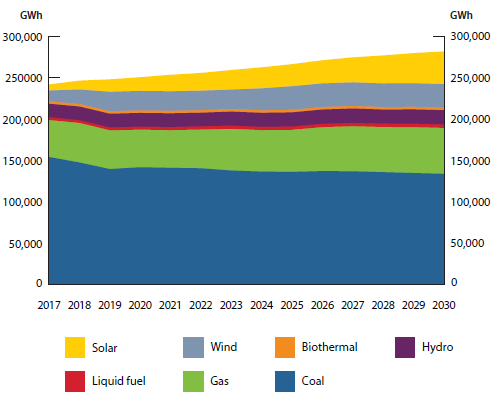 GWh GWh
300,000 300,000
250000 250,000
200,000 200,000
150,000 150,000
100,000 100,000
50,000 50,000
0 0
2017 2018 2019 2020 2021 2022 2023 2024 2025 2026 2027 2028 2029 2030
Solar Wind Biothermal Hydro
Liquid fuel Gas Coal